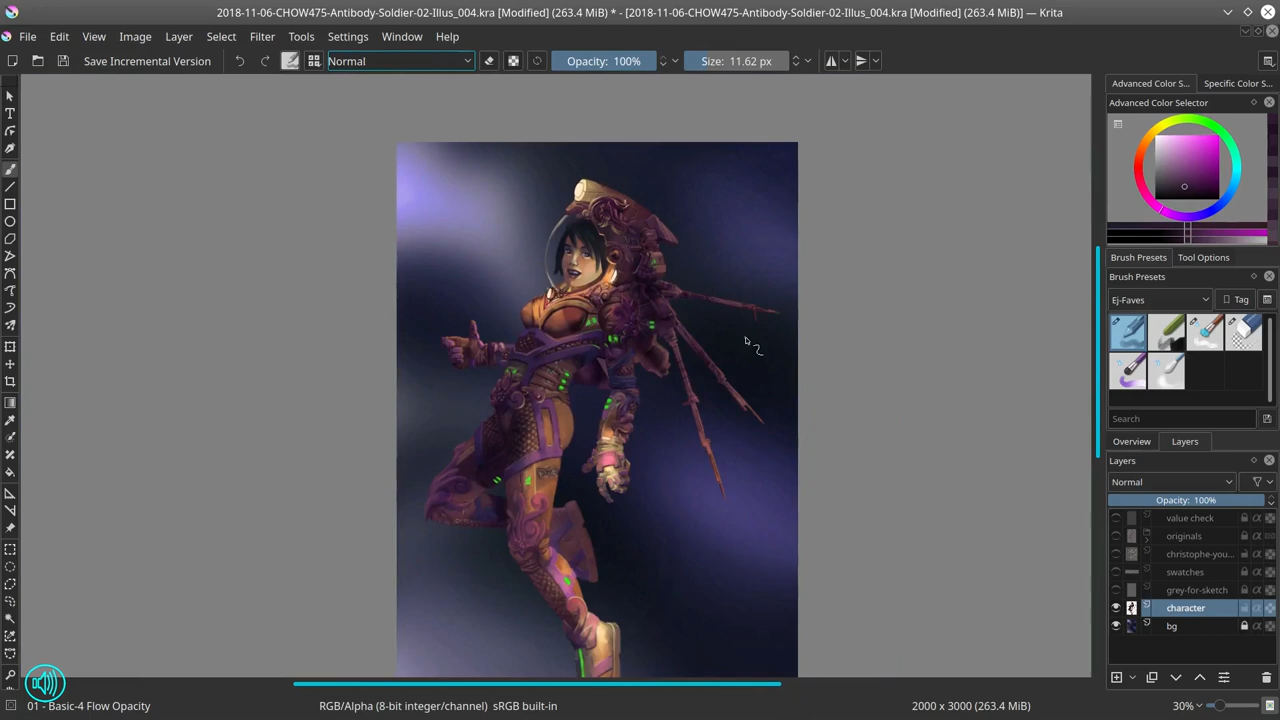 2018-11-06-CHOW475-Antibody-Soldier-02-Illus_004.kra [Modified] (263.4 MiB) * - [2018-11-06-CHOW475-Antibody-Soldier-02-Illus_004.kra [Modified] (263.4 MiB)] — Krita
File Edit View Image Layer Select Filter Tools Settings Window Help
Save Incremental Version Normal Opacity: 100% Size: 11.62 px
Advanced Color S... Specific Color S...
Advanced Color Selector
Brush Presets Tool Options
Brush Presets
Ej-Faves Tag
Search
Overview Layers
Layers
Normal
Opacity: 100%
value check
originals
christophe-you...
swatches
grey-for-sketch
character
bg
01 - Basic-4 Flow Opacity RGB/Alpha (8-bit integer/channel) sRGB built-in 2000 x 3000 (263.4 MiB) 30%